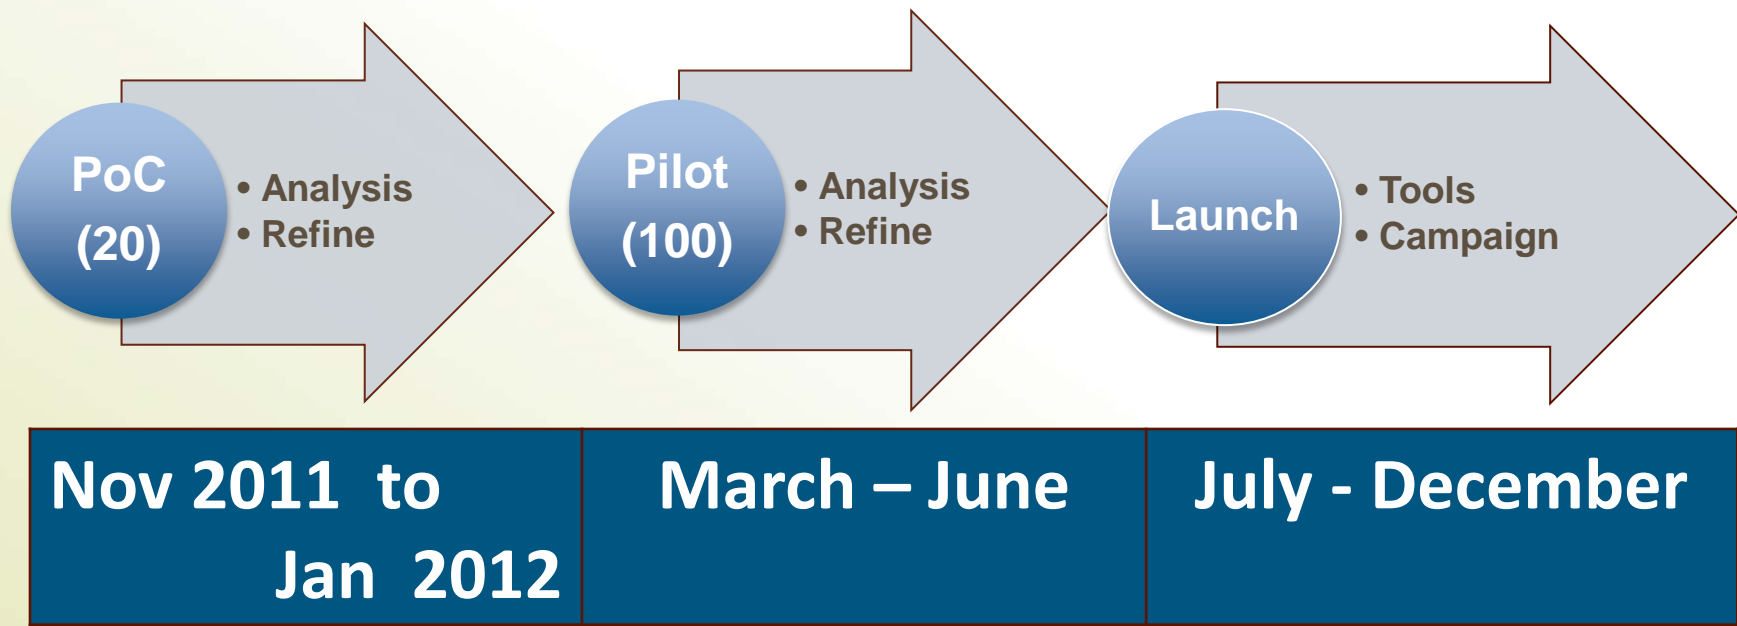 PoC
(20)
• Analysis
• Refine
Pilot
(100)
• Analysis
• Refine
Launch
• Tools
• Campaign
Nov 2011 to
Jan 2012
March – June
July - December